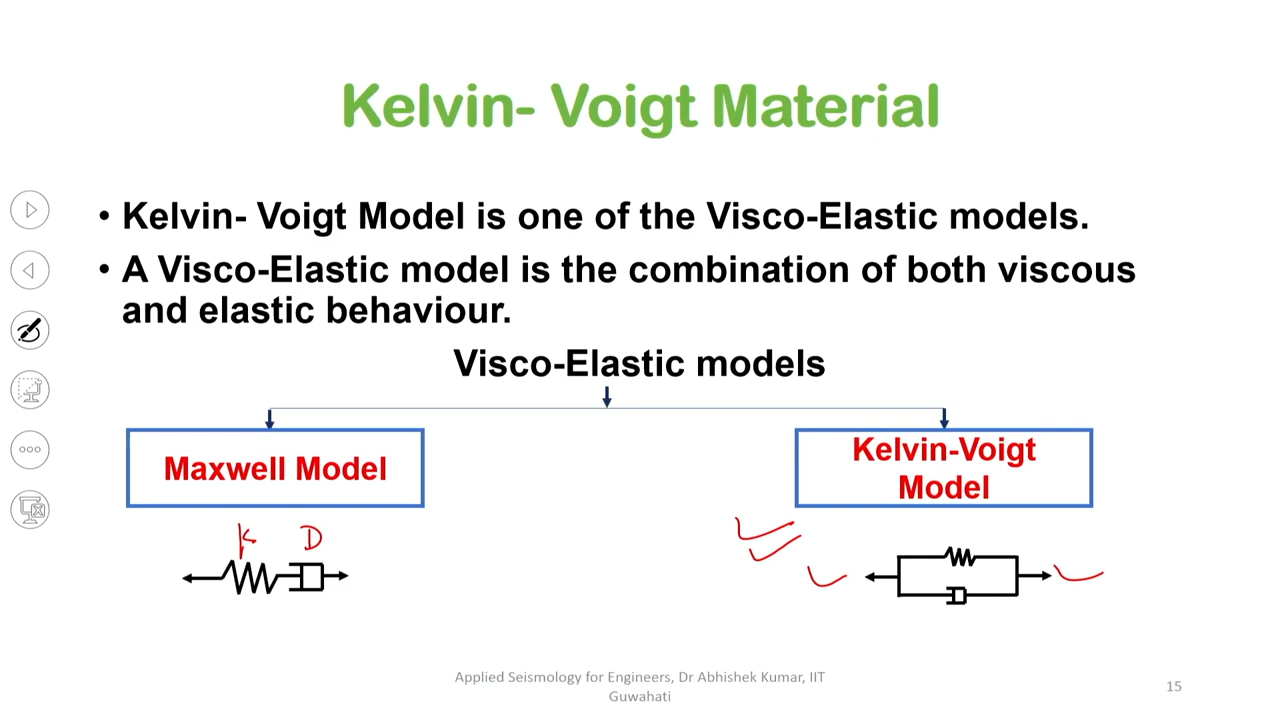 Kelvin- Voigt Material
• Kelvin- Voigt Model is one of the Visco-Elastic models.
• A Visco-Elastic model is the combination of both viscous
and elastic behaviour.
Visco-Elastic models
Maxwell Model
Kelvin-Voigt
Model
K D
Applied Seismology for Engineers, Dr Abhishek Kumar, IIT
Guwahati
15